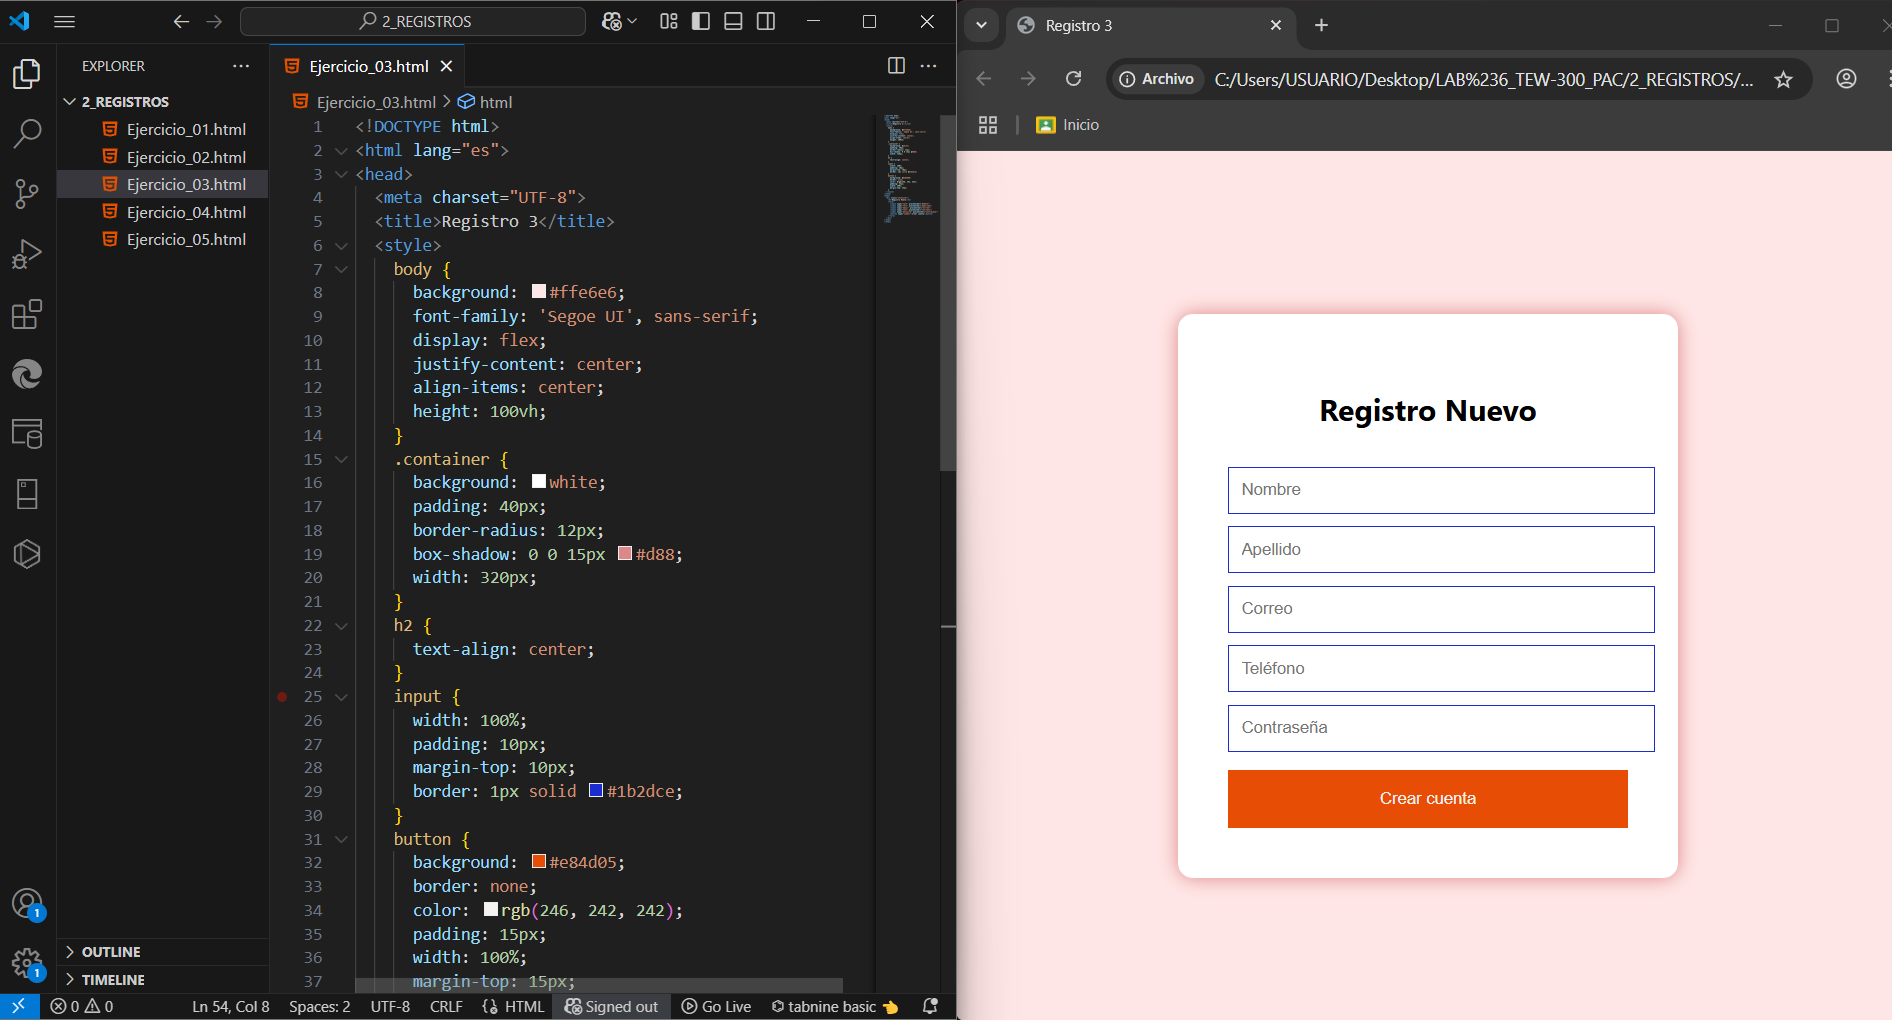 2_REGISTROS
EXPLORER
2_REGISTROS
Ejercicio_01.html
Ejercicio_02.html
Ejercicio_03.html
Ejercicio_04.html
Ejercicio_05.html
OUTLINE
TIMELINE
Ejercicio_03.html
Ejercicio_03.html > html
1 <!DOCTYPE html>
2 <html lang="es">
3 <head>
4 <meta charset="UTF-8">
5 <title>Registro 3</title>
6 <style>
7 body {
8 background: #ffe6e6;
9 font-family: 'Segoe UI', sans-serif;
10 display: flex;
11 justify-content: center;
12 align-items: center;
13 height: 100vh;
14 }
15 .container {
16 background: white;
17 padding: 40px;
18 border-radius: 12px;
19 box-shadow: 0 0 15px #d88;
20 width: 320px;
21 }
22 h2 {
23 text-align: center;
24 }
25 input {
26 width: 100%;
27 padding: 10px;
28 margin-top: 10px;
29 border: 1px solid #1b2dce;
30 }
31 button {
32 background: #e84d05;
33 border: none;
34 color: rgb(246, 242, 242);
35 padding: 15px;
36 width: 100%;
37 margin-top: 15px;
1
1
0 0
Ln 54, Col 8 Spaces: 2 UTF-8 CRLF {} HTML Signed out Go Live tabnine basic 👈
Registro 3
Archivo C:/Users/USUARIO/Desktop/LAB%236_TEW-300_PAC/2_REGISTROS/...
Inicio
Registro Nuevo
Nombre
Apellido
Correo
Teléfono
Contraseña
Crear cuenta